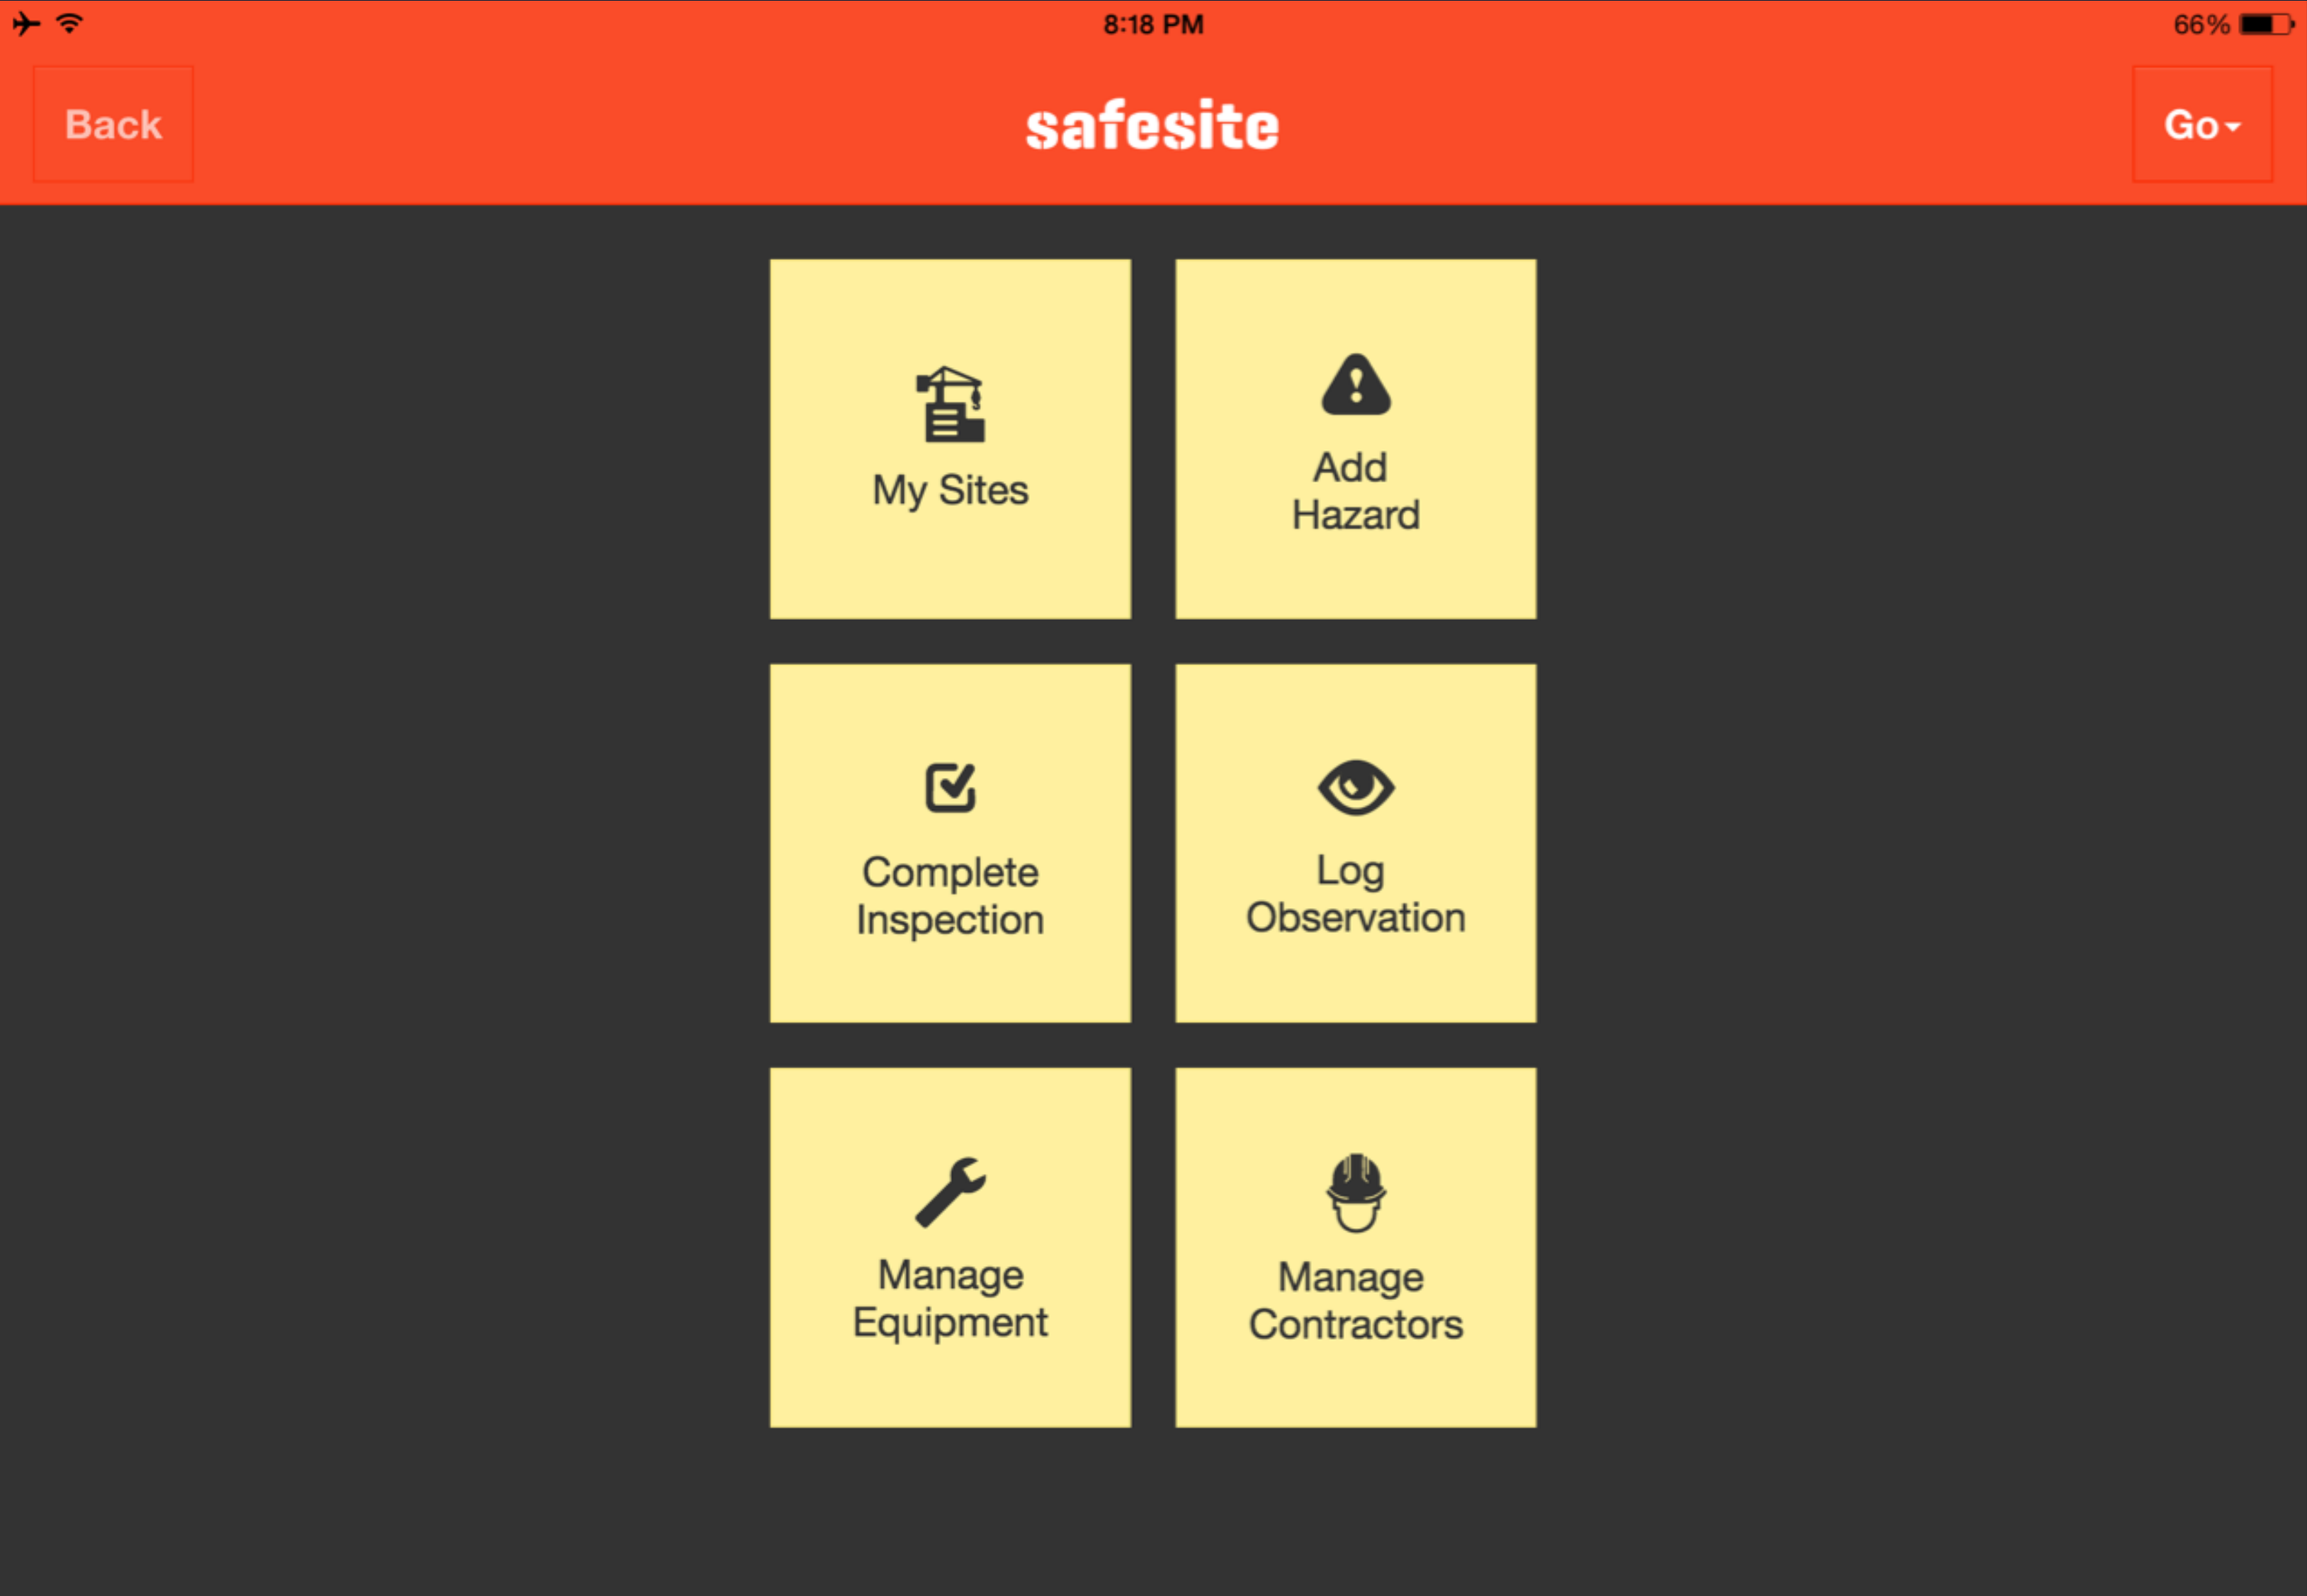 8:18 PM
66%
Back
safesite
Go
My Sites
Add
Hazard
Complete
Inspection
Log
Observation
Manage
Equipment
Manage
Contractors